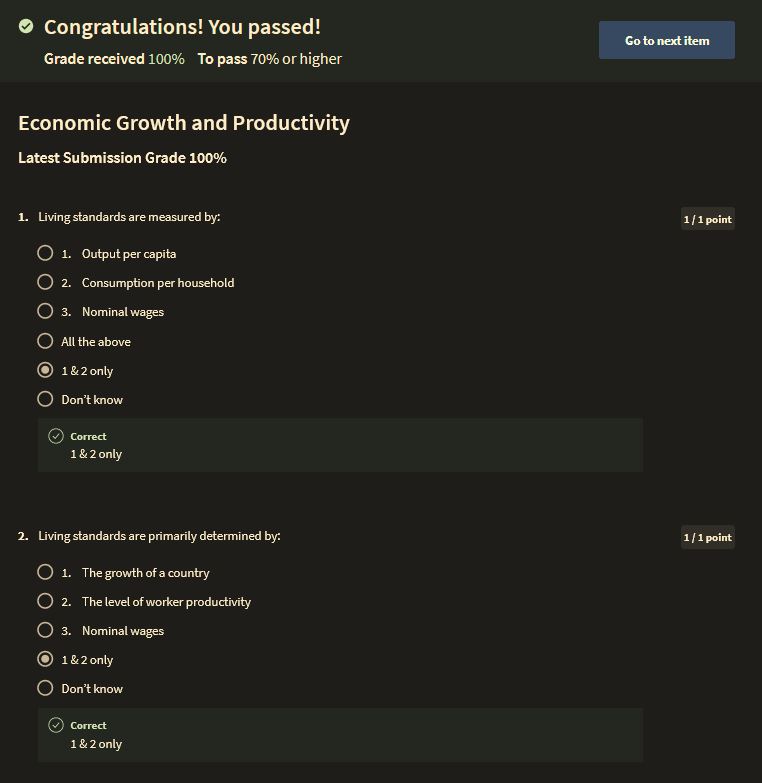 Congratulations! You passed!
Grade received 100% To pass 70% or higher
Go to next item
Economic Growth and Productivity
Latest Submission Grade 100%
1. Living standards are measured by:
1 / 1 point
1. Output per capita
2. Consumption per household
3. Nominal wages
All the above
1 & 2 only
Don't know
Correct
1 & 2 only
2. Living standards are primarily determined by:
1 / 1 point
1. The growth of a country
2. The level of worker productivity
3. Nominal wages
1 & 2 only
Don't know
Correct
1 & 2 only